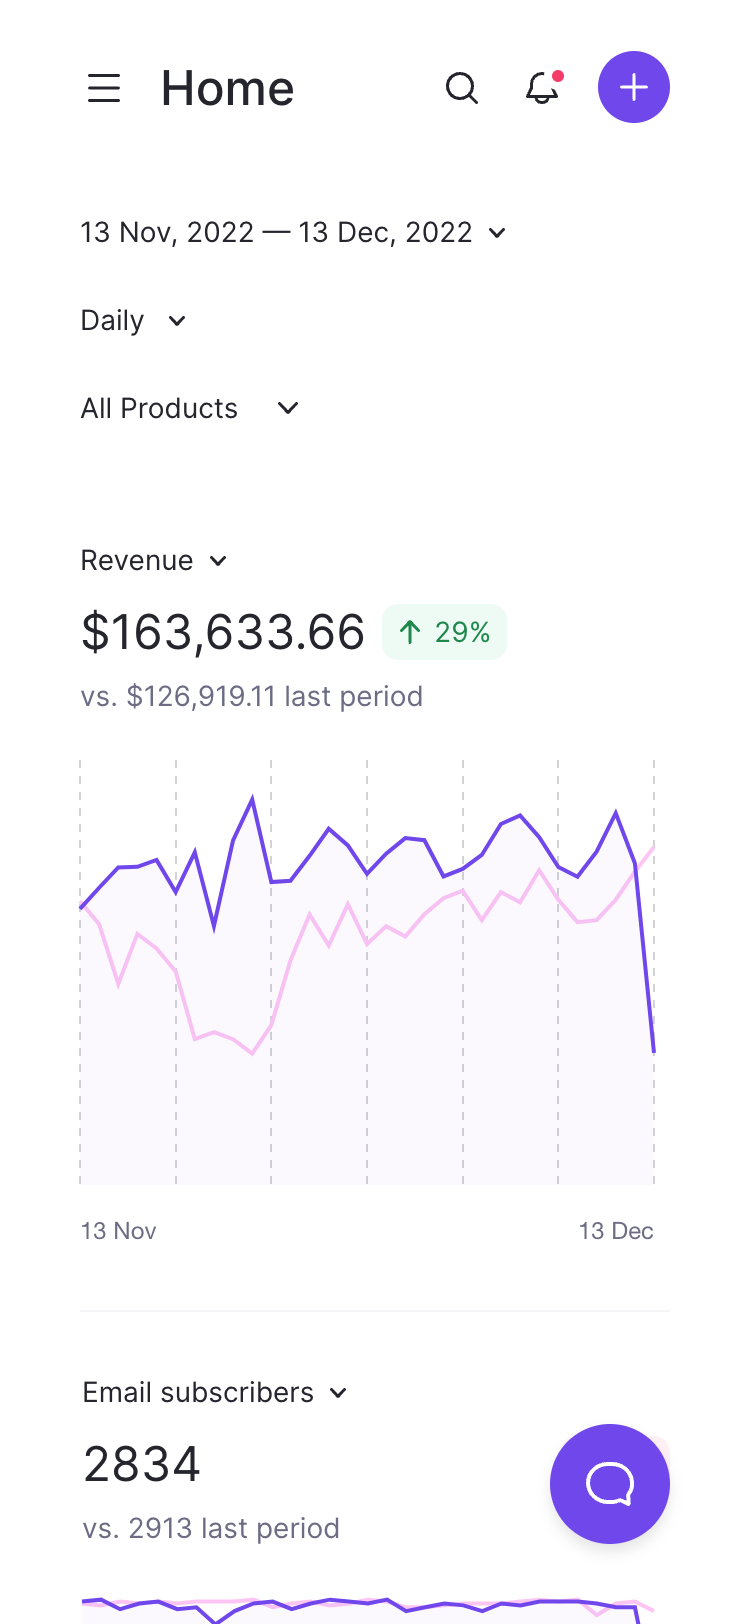 Home
13 Nov, 2022 — 13 Dec, 2022
Daily
All Products
Revenue
$163,633.66 29%
vs. $126,919.11 last period
13 Nov 13 Dec
Email subscribers
2834
vs. 2913 last period